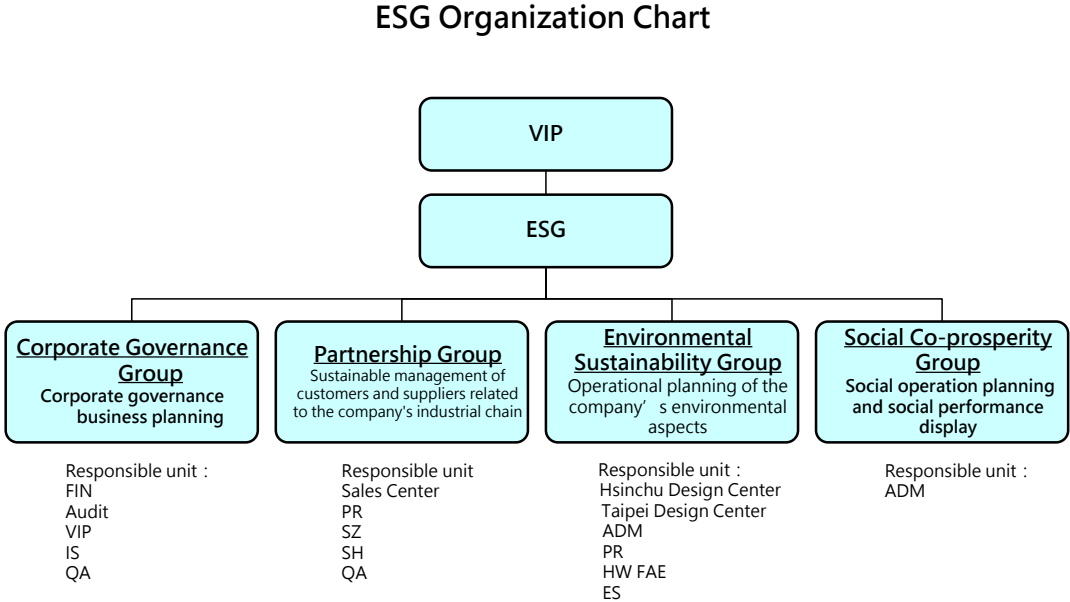 ESG Organization Chart
VIP
ESG
Corporate Governance
Group
Corporate governance
business planning
Partnership Group
Sustainable management of
customers and suppliers related
to the company's industrial chain
Environmental
Sustainability Group
Operational planning of the
company’ s environmental
aspects
Social Co-prosperity
Group
Social operation planning
and social performance
display
Responsible unit：
FIN
Audit
VIP
IS
QA
Responsible unit
Sales Center
PR
SZ
SH
QA
Responsible unit：
Hsinchu Design Center
Taipei Design Center
ADM
PR
HW FAE
ES
Responsible unit：
ADM